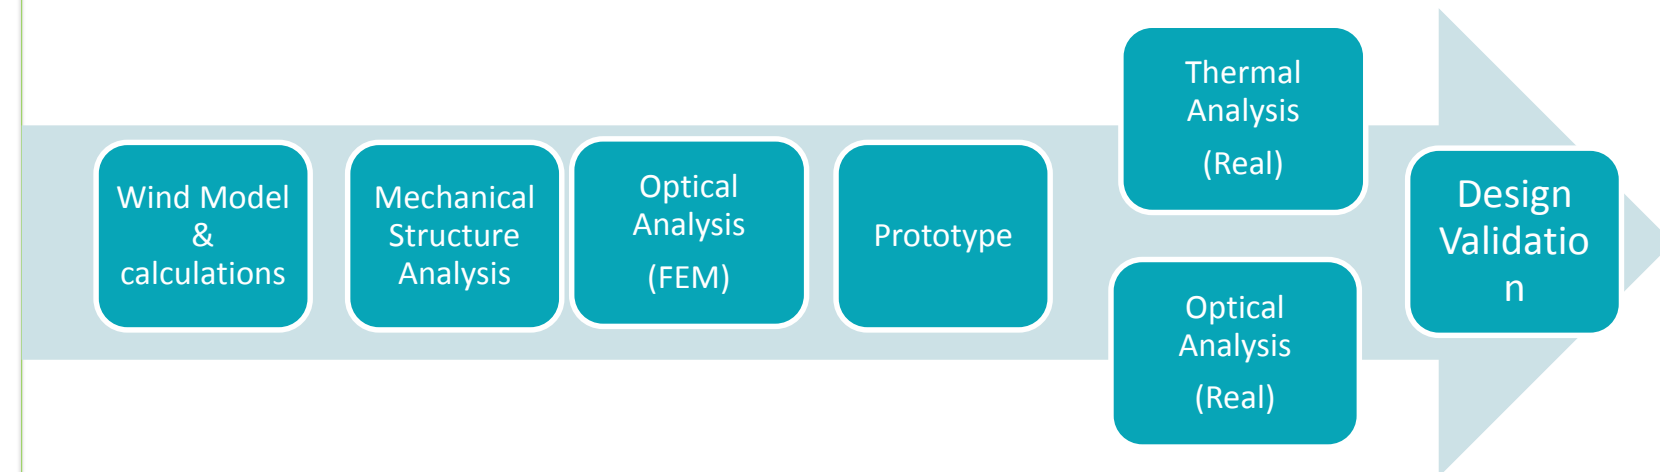 Wind Model
&
calculations
Mechanical
Structure
Analysis
Optical
Analysis
(FEM)
Prototype
Thermal
Analysis
(Real)
Optical
Analysis
(Real)
Design
Validatio
n